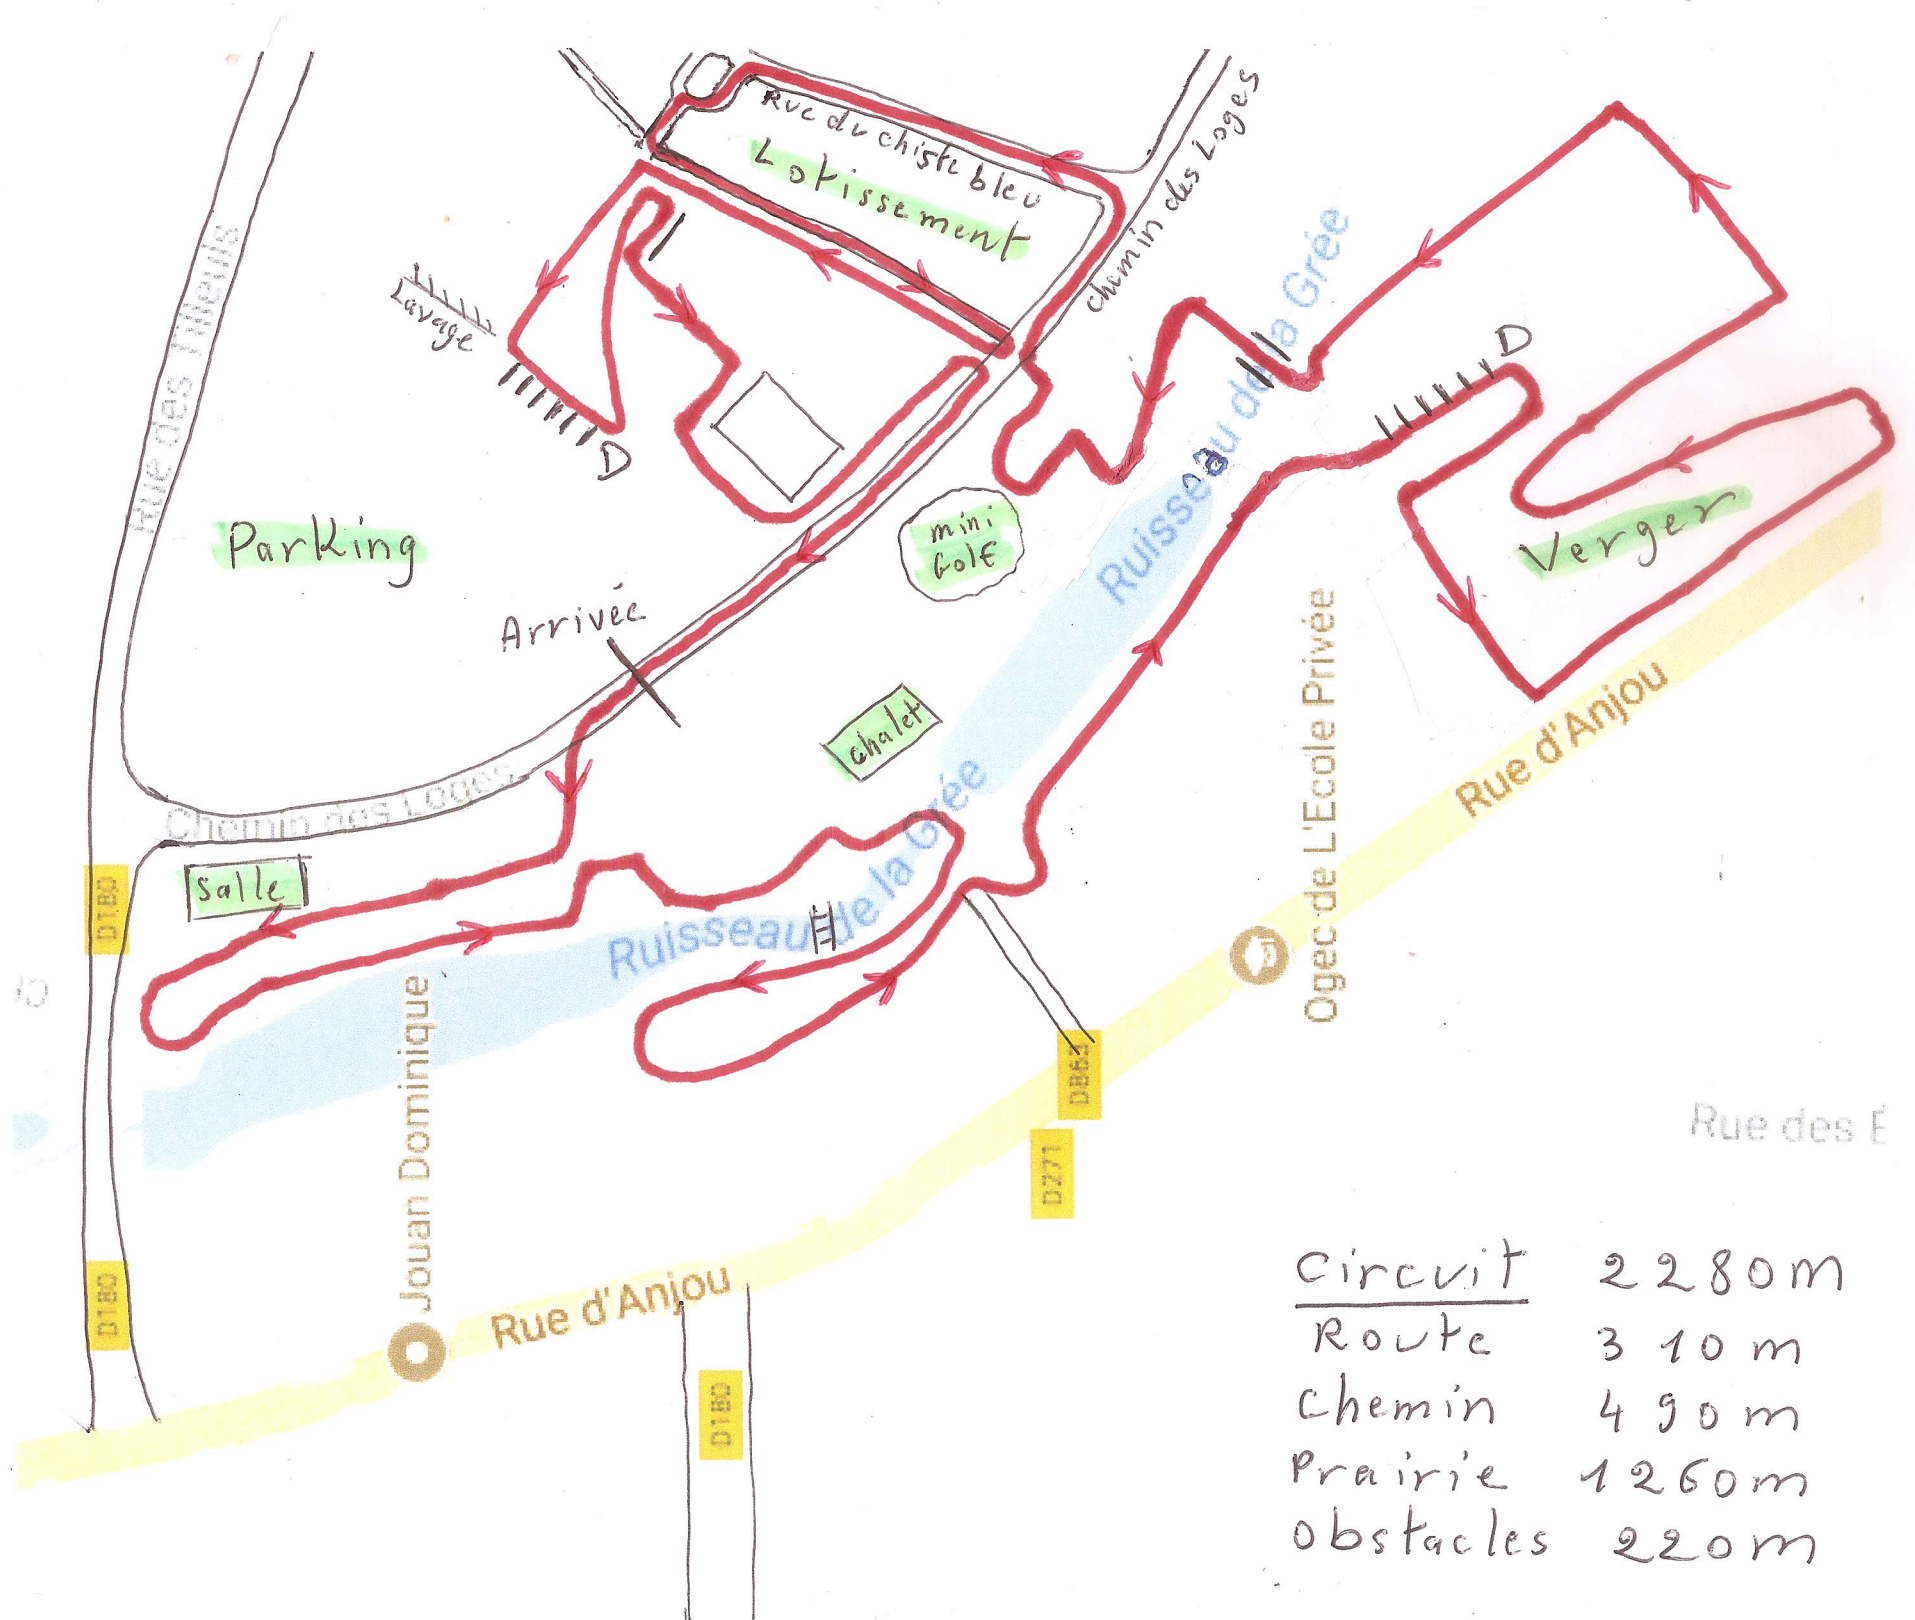 Rue du chiste bleu
Lotissement
chemin des Loges
Rue des Tilleuls
Lavage
D
D
Parking
mini
Golf
Arrivée
Verger
Ruisseau de la Grée
chalet
Chemin des Loges
salle
D180
Ruisseau de la Grée
Ogec de L'Ecole Privée
Rue d'Anjou
Jouan Dominique
D863
D271
Rue des E
D180
Rue d'Anjou
D180
Circuit 2280m
Route 310m
Chemin 490m
Prairie 1260m
Obstacles 220m